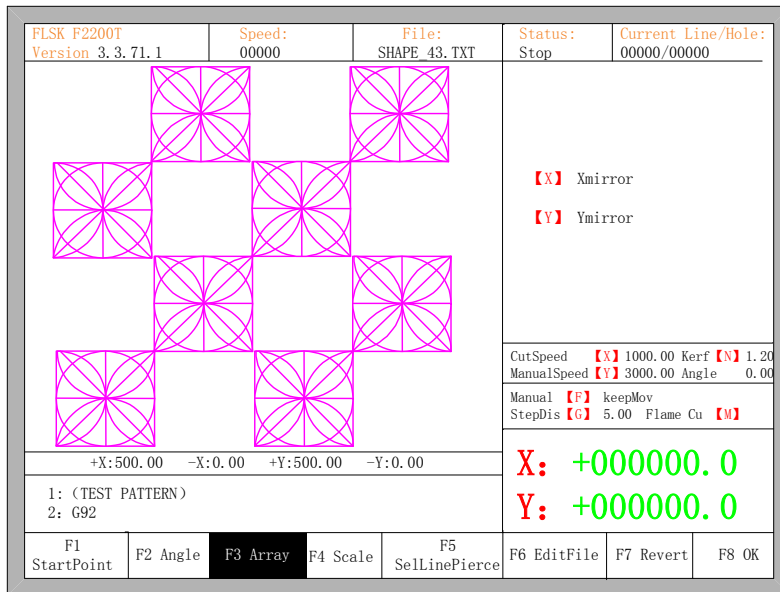 FLSK F2200T Speed: File: Status: Current Line/Hole:
Version 3.3.71.1 00000 SHAPE_43.TXT Stop 00000/00000
【X】 Xmirror
【Y】 Ymirror
CutSpeed 【X】1000.00 Kerf【N】1.20
ManualSpeed【Y】3000.00 Angle 0.00
Manual 【F】 keepMov
StepDis【G】 5.00 Flame Cu 【M】
+X:500.00 -X:0.00 +Y:500.00 -Y:0.00
X: +000000.0
Y: +000000.0
1: (TEST PATTERN)
2: G92
F1 StartPoint
F2 Angle
F3 Array
F4 Scale
F5 SelLinePierce
F6 EditFile
F7 Revert
F8 OK